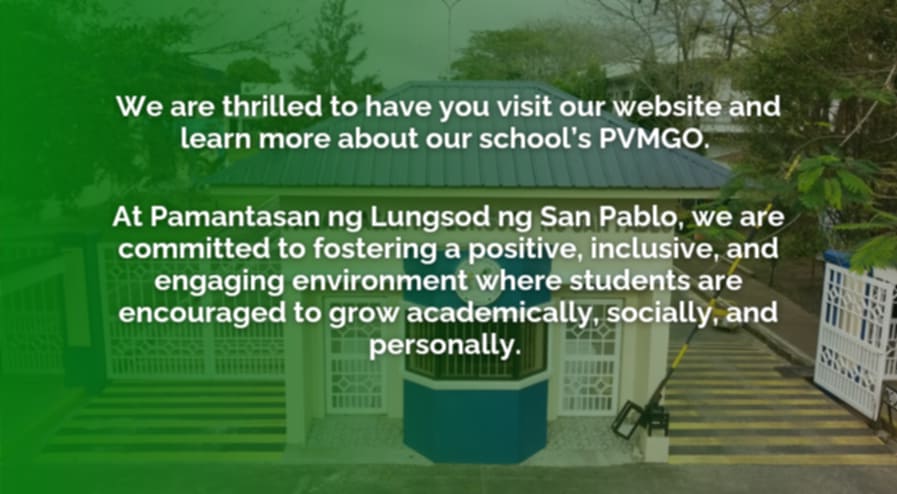 We are thrilled to have you visit our website and
learn more about our school's PVMGO.
At Pamantasan ng Lungsod ng San Pablo, we are
committed to fostering a positive, inclusive, and
engaging environment where students are
encouraged to grow academically, socially, and
personally.